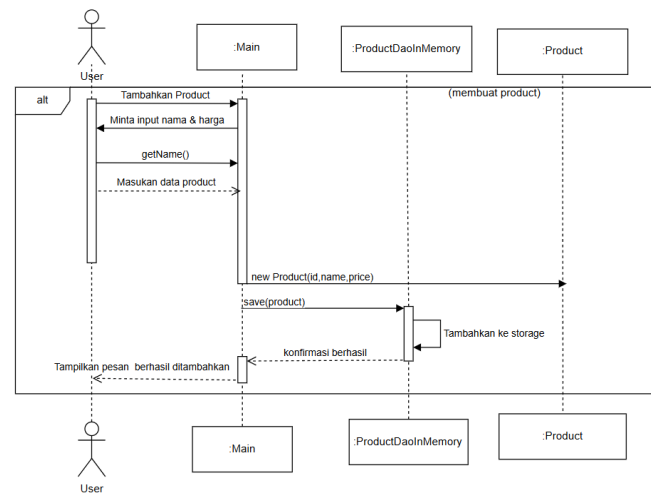 User
:Main
:ProductDaoInMemory
:Product
alt
(membuat product)
Tambahkan Product
Minta input nama & harga
getName()
Masukan data product
new Product(id,name,price)
save(product)
Tambahkan ke storage
konfirmasi berhasil
Tampilkan pesan berhasil ditambahkan
User
:Main
:ProductDaoInMemory
:Product